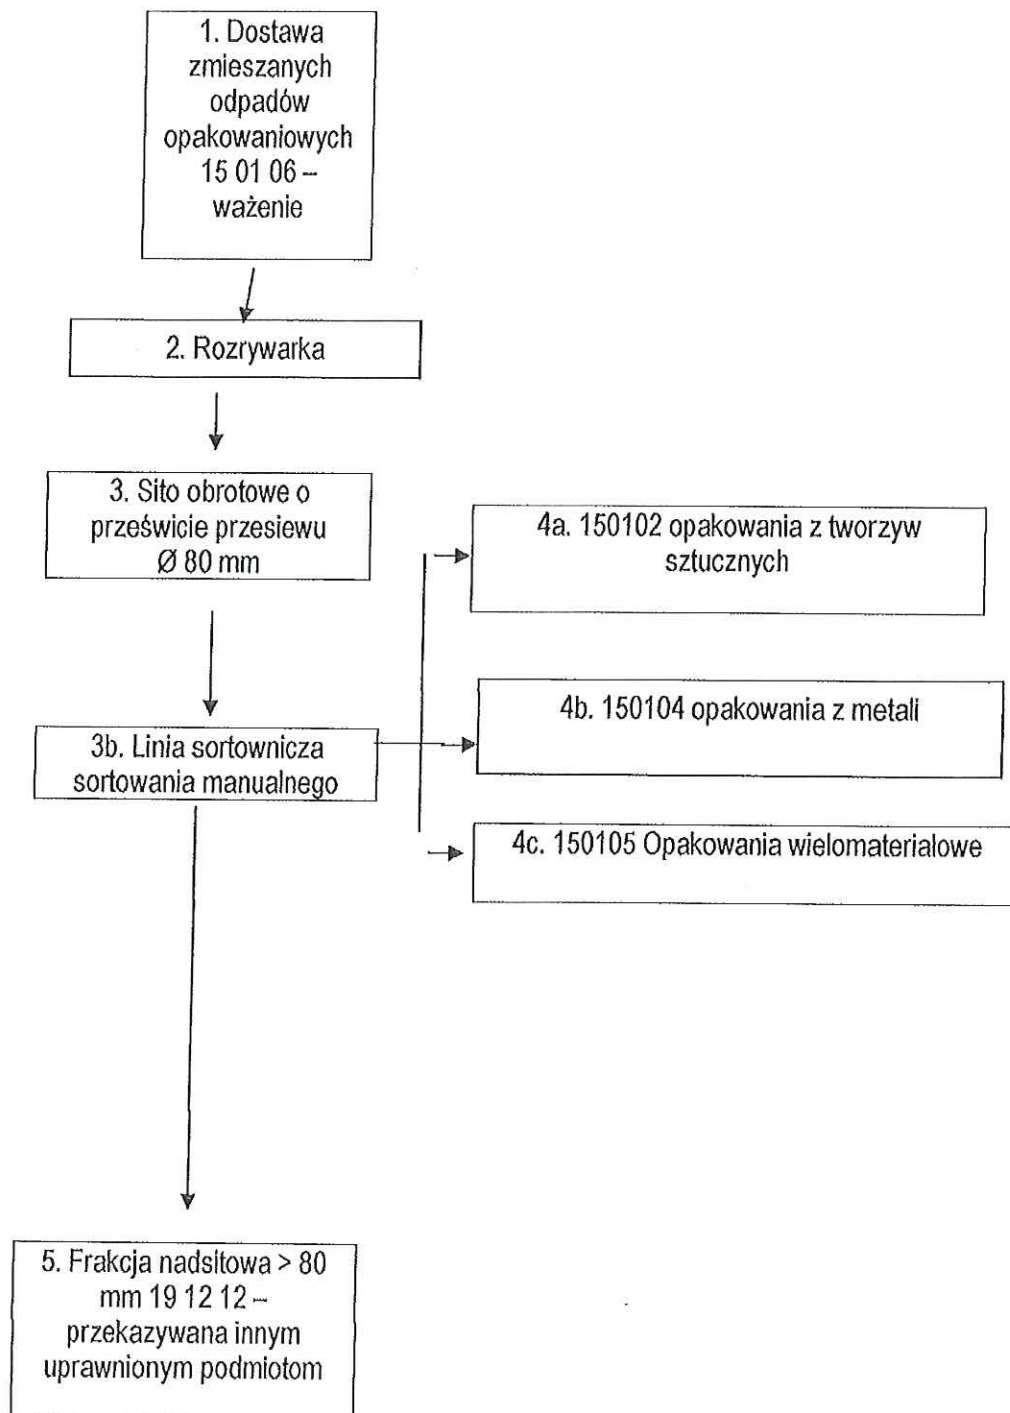 1. Dostawa
zmieszanych
odpadów
opakowaniowych
15 01 06 –
ważenie
2. Rozrywarka
3. Sito obrotowe o
prześwicie przesiewu
Ø 80 mm
4a. 150102 opakowania z tworzyw
sztucznych
4b. 150104 opakowania z metali
3b. Linia sortownicza
sortowania manualnego
4c. 150105 Opakowania wielomateriałowe
5. Frakcja nadsitowa > 80
mm 19 12 12 –
przekazywana innym
uprawnionym podmiotom